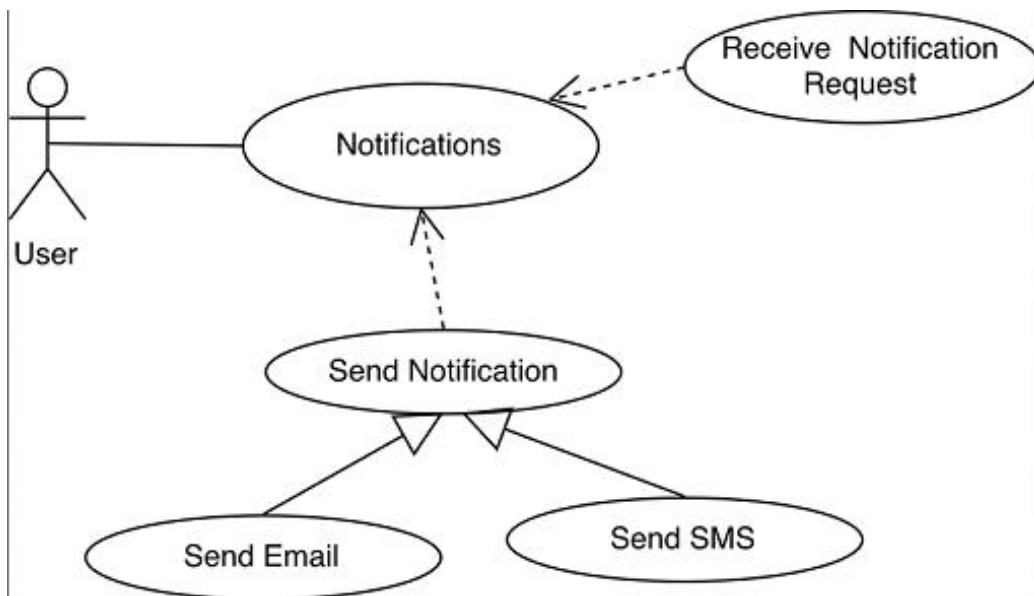 Receive Notification
Request
Notifications
User
Send Notification
Send Email
Send SMS